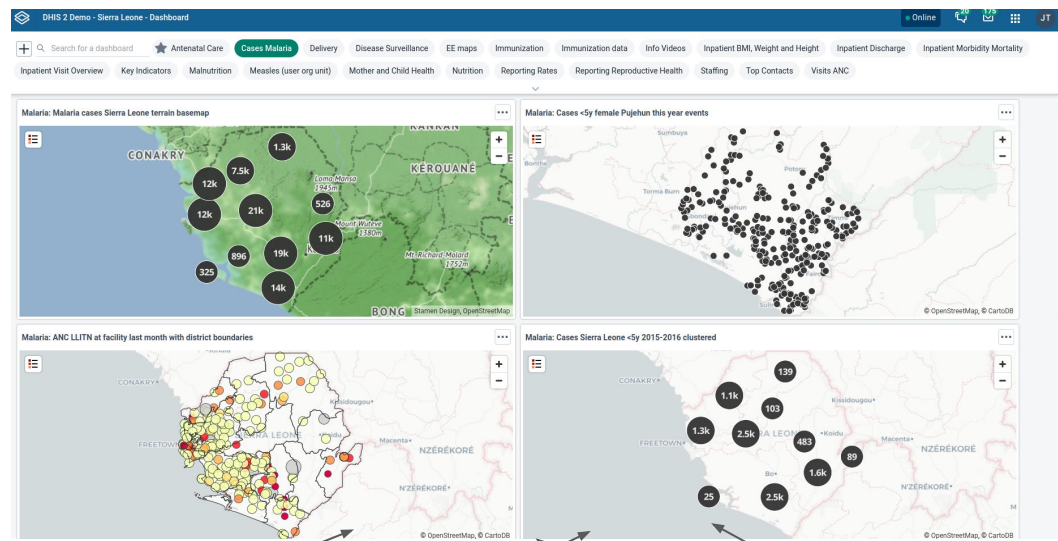 DHIS 2 Demo - Sierra Leone - Dashboard
Online
20
175
JT
Search for a dashboard
Antenatal Care
Cases Malaria
Delivery
Disease Surveillance
EE maps
Immunization
Immunization data
Info Videos
Inpatient BMI, Weight and Height
Inpatient Discharge
Inpatient Morbidity Mortality
Inpatient Visit Overview
Key Indicators
Malnutrition
Measles (user org unit)
Mother and Child Health
Nutrition
Reporting Rates
Reporting Reproductive Health
Staffing
Top Contacts
Visits ANC
Malaria: Malaria cases Sierra Leone terrain basemap
KANKAN
CONAKRY
1.3k
7.5k
KÉROUANÉ
12k
Loma-Mansa
1945m
12k
21k
526
Mount Wuteve
1380m
11k
896
19k
Mt-Richard-Molard
1752m
325
14k
BONG
Stamen Design, OpenStreetMap
Malaria: Cases <5y female Pujehun this year events
Sumbuya
Bonthe
Torma Bum
© OpenStreetMap, © CartoDB
Malaria: ANC LLITN at facility last month with district boundaries
CONAKRY
Kissidougou
FREETOWN
Koidu
Macenta
NZÉRÉKORÉ
N'ZÉRÉKORÉ
© OpenStreetMap, © CartoDB
Malaria: Cases Sierra Leone <5y 2015-2016 clustered
139
CONAKRY
1.1k
Kissidougou
103
1.3k
2.5k
FREETOWN
Koidu
483
Macenta
89
NZÉRÉKORÉ
Bo
1.6k
N'ZÉRÉKORÉ
25
2.5k
© OpenStreetMap, © CartoDB